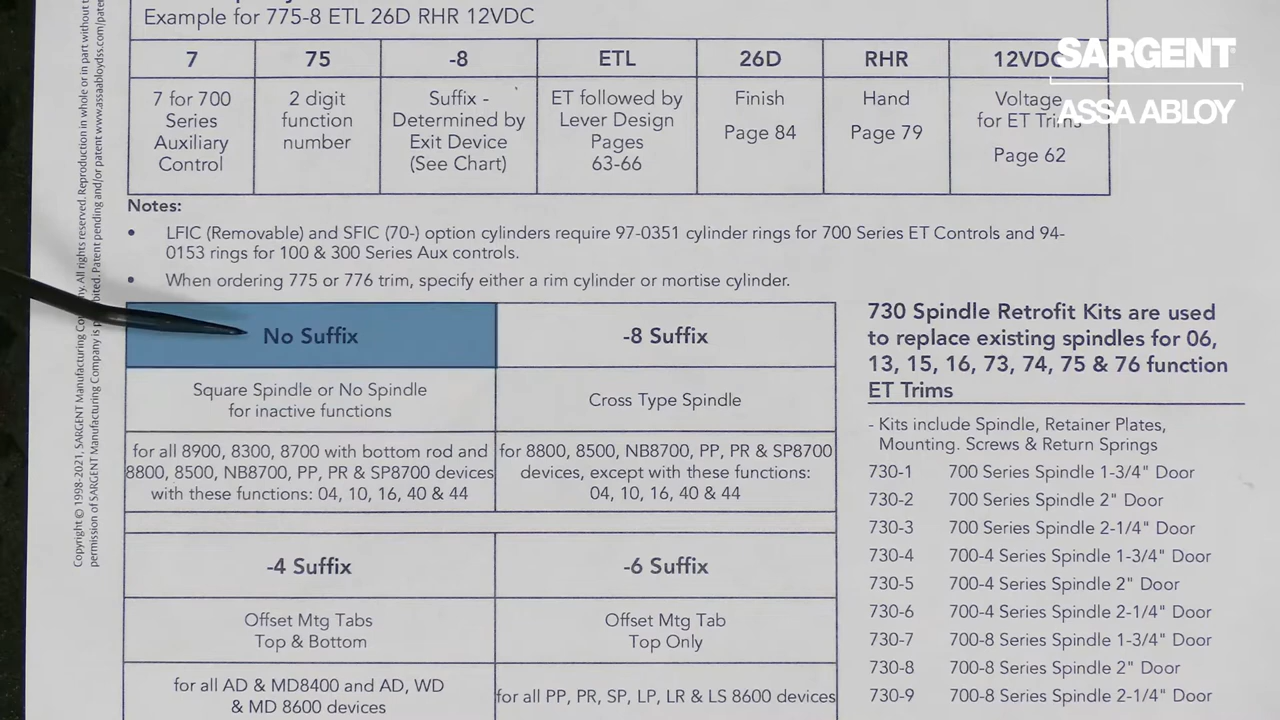 Example for 775-8 ETL 26D RHR 12VDC
7 75 -8 ETL 26D RHR 12VDC
7 for 700
Series
Auxiliary
Control
2 digit
function
number
Suffix -
Determined by
Exit Device
(See Chart)
ET followed by
Lever Design
Pages
63-66
Finish
Page 84
Hand
Page 79
Voltage
for ET Trims
Page 62
SARGENT
ASSA ABLOY
Notes:
• LFIC (Removable) and SFIC (70-) option cylinders require 97-0351 cylinder rings for 700 Series ET Controls and 94-
0153 rings for 100 & 300 Series Aux controls.
• When ordering 775 or 776 trim, specify either a rim cylinder or mortise cylinder.
No Suffix
Square Spindle or No Spindle
for inactive functions
for all 8900, 8300, 8700 with bottom rod and
8800, 8500, NB8700, PP, PR & SP8700 devices
with these functions: 04, 10, 16, 40 & 44
-8 Suffix
Cross Type Spindle
for 8800, 8500, NB8700, PP, PR & SP8700
devices, except with these functions:
04, 10, 16, 40 & 44
-4 Suffix
Offset Mtg Tabs
Top & Bottom
for all AD & MD8400 and AD, WD
& MD 8600 devices
-6 Suffix
Offset Mtg Tab
Top Only
for all PP, PR, SP, LP, LR & LS 8600 devices
730 Spindle Retrofit Kits are used
to replace existing spindles for 06,
13, 15, 16, 73, 74, 75 & 76 function
ET Trims
- Kits include Spindle, Retainer Plates,
Mounting. Screws & Return Springs
730-1 700 Series Spindle 1-3/4" Door
730-2 700 Series Spindle 2" Door
730-3 700 Series Spindle 2-1/4" Door
730-4 700-4 Series Spindle 1-3/4" Door
730-5 700-4 Series Spindle 2" Door
730-6 700-4 Series Spindle 2-1/4" Door
730-7 700-8 Series Spindle 1-3/4" Door
730-8 700-8 Series Spindle 2" Door
730-9 700-8 Series Spindle 2-1/4" Door
Copyright © 1998-2021, SARGENT Manufacturing Company. All rights reserved. Reproduction in whole or in part without
permission of SARGENT Manufacturing Company is prohibited. Patent pending and/or patent www.assaabloydss.com/